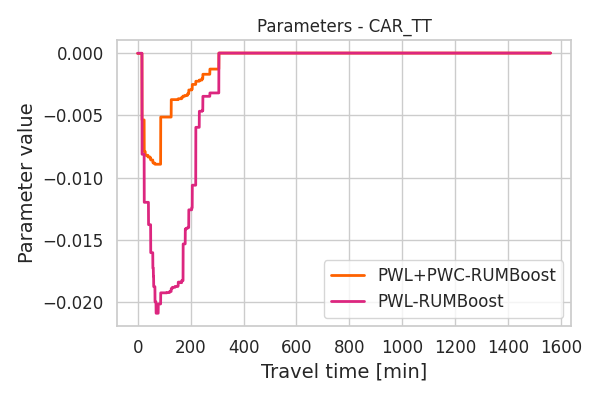 Parameters - CAR_TT
Parameter value
0.000
−0.005
−0.010
−0.015
−0.020
PWL+PWC-RUMBoost
PWL-RUMBoost
0 200 400 600 800 1000 1200 1400 1600
Travel time [min]